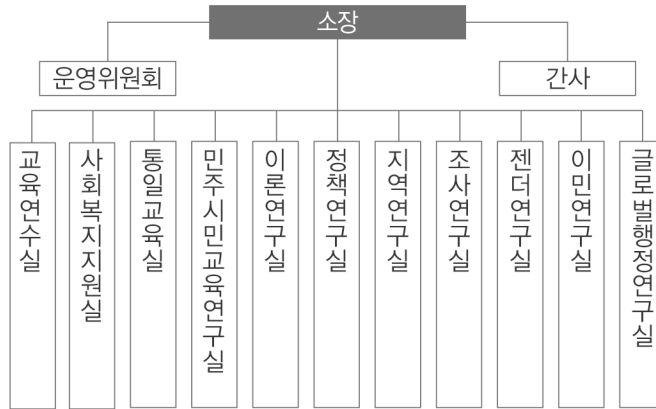 소장
운영위원회
간사
교육연수실
사회복지지원실
통일교육실
민주시민교육연구실
이론연구실
정책연구실
지역연구실
조사연구실
젠더연구실
이민연구실
글로벌행정연구실